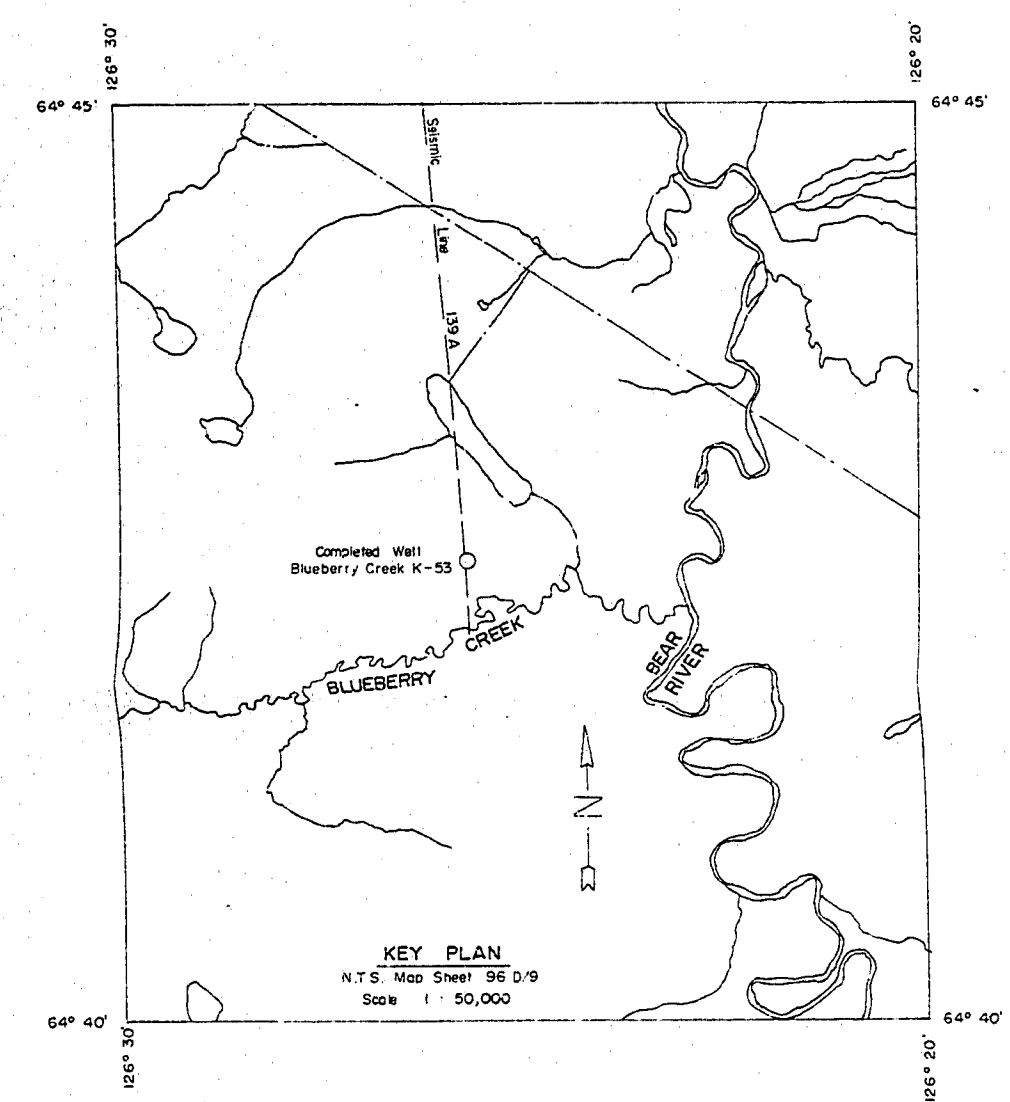 126° 30'
126° 20'
64° 45'
64° 45'
Seismic
Line
139 A
Completed Well
Blueberry Creek K-53
CREEK
BLUEBERRY
BEAR
RIVER
N
KEY PLAN
N.T.S. Map Sheet 96 D/9
Scale 1 : 50,000
64° 40'
64° 40'
126° 30'
126° 20'